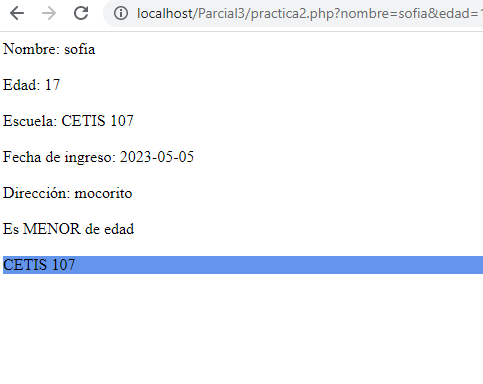 localhost/Parcial3/practica2.php?nombre=sofia&edad=1
Nombre: sofia
Edad: 17
Escuela: CETIS 107
Fecha de ingreso: 2023-05-05
Dirección: mocorito
Es MENOR de edad
CETIS 107